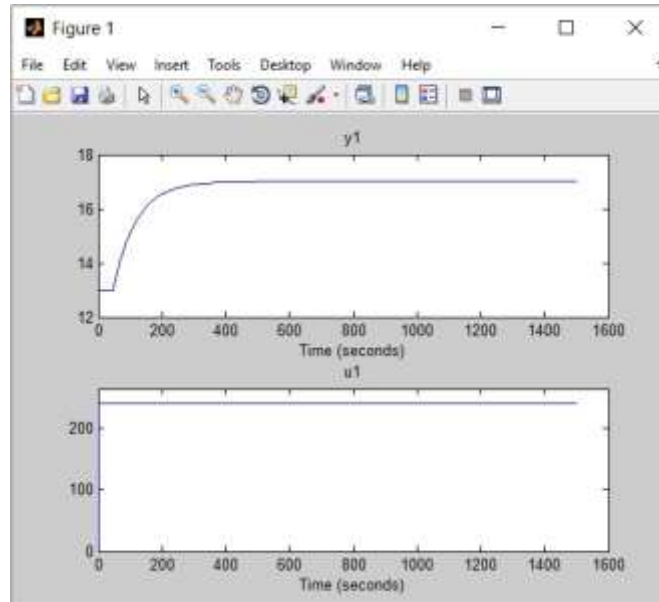 Figure 1
File Edit View Insert Tools Desktop Window Help
y1
18
16
14
12
0 200 400 600 800 1000 1200 1400 1600
Time (seconds)
u1
200
100
0
0 200 400 600 800 1000 1200 1400 1600
Time (seconds)